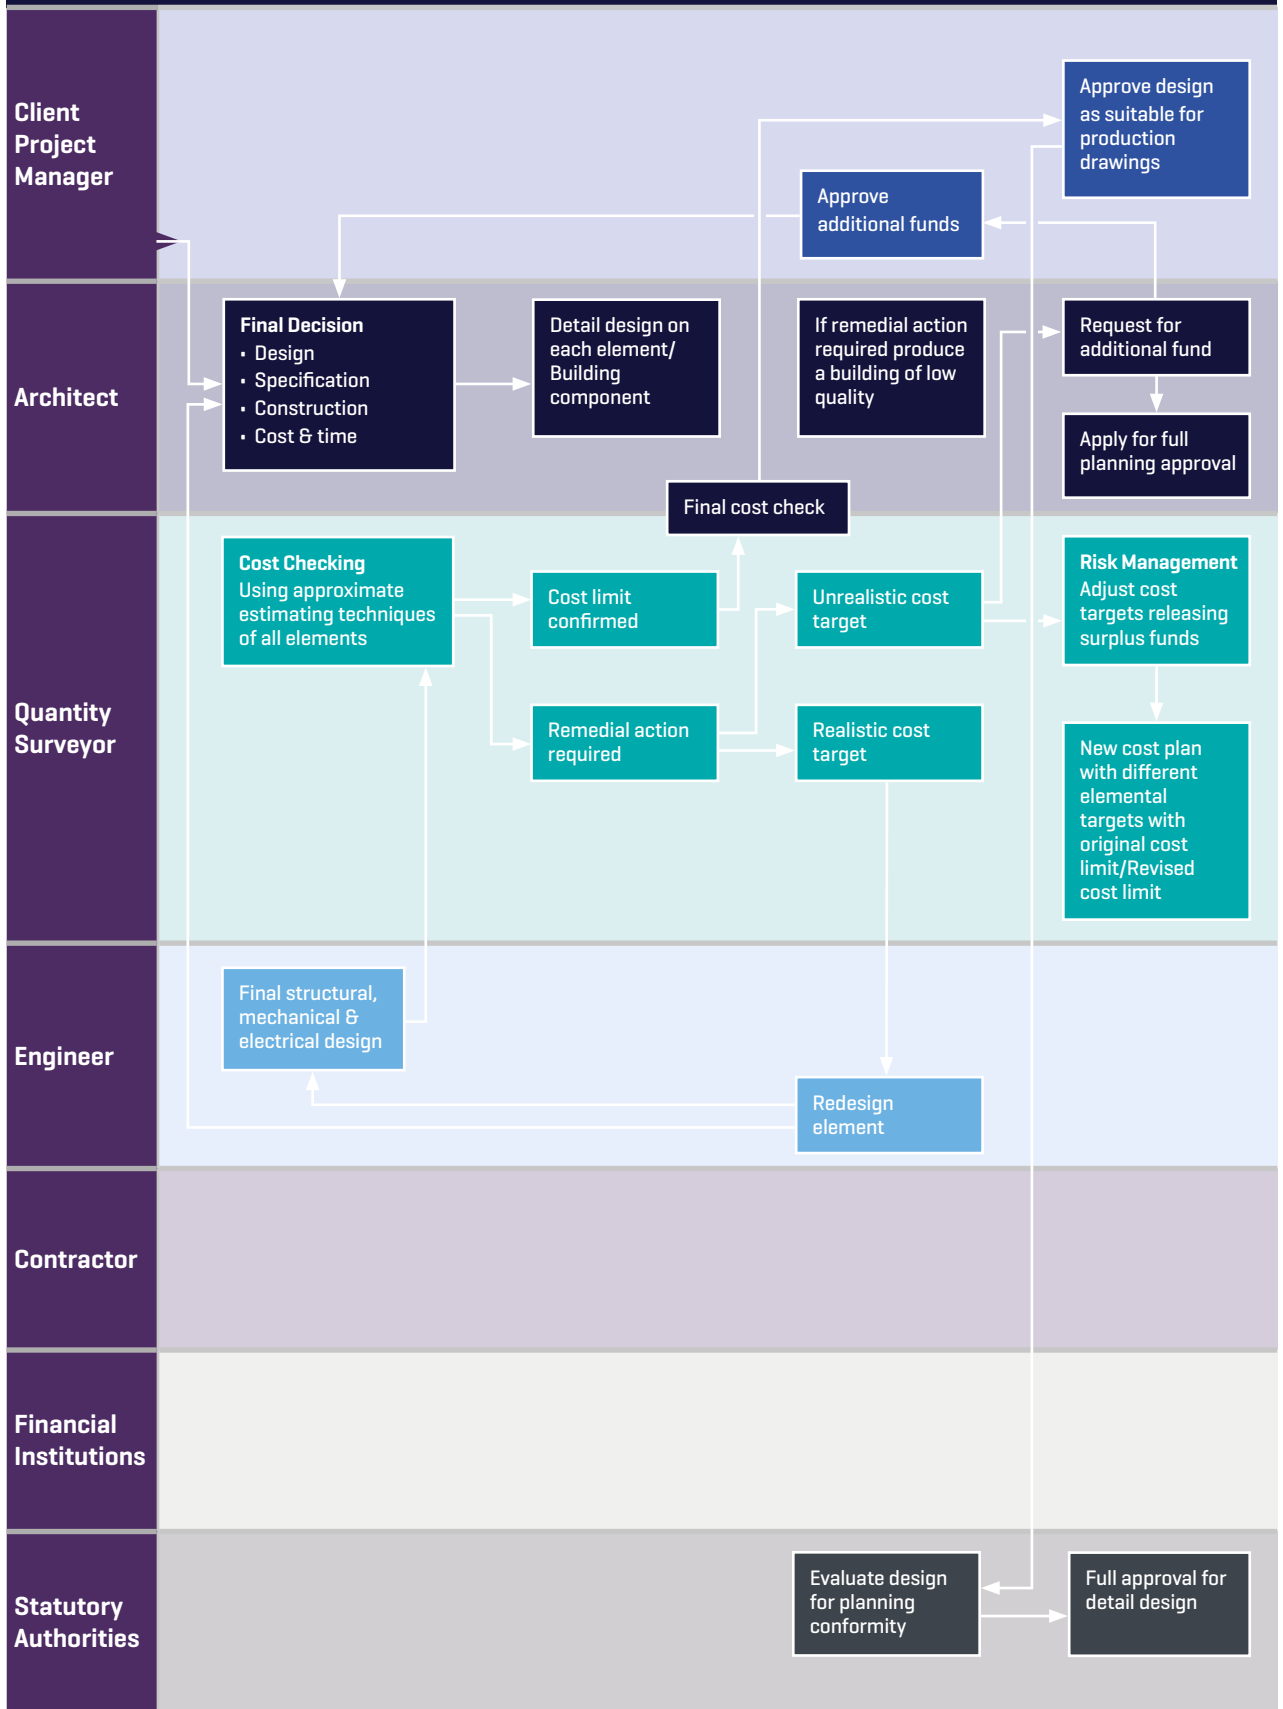 Client
Project
Manager
Approve design
as suitable for
production
drawings
Approve
additional funds
Architect
Final Decision
• Design
• Specification
• Construction
• Cost & time
Detail design on
each element/
Building
component
If remedial action
required produce
a building of low
quality
Request for
additional fund
Apply for full
planning approval
Final cost check
Quantity
Surveyor
Cost Checking
Using approximate
estimating techniques
of all elements
Cost limit
confirmed
Unrealistic cost
target
Risk Management
Adjust cost
targets releasing
surplus funds
Remedial action
required
Realistic cost
target
New cost plan
with different
elemental
targets with
original cost
limit/Revised
cost limit
Engineer
Final structural,
mechanical &
electrical design
Redesign
element
Contractor
Financial
Institutions
Statutory
Authorities
Evaluate design
for planning
conformity
Full approval for
detail design